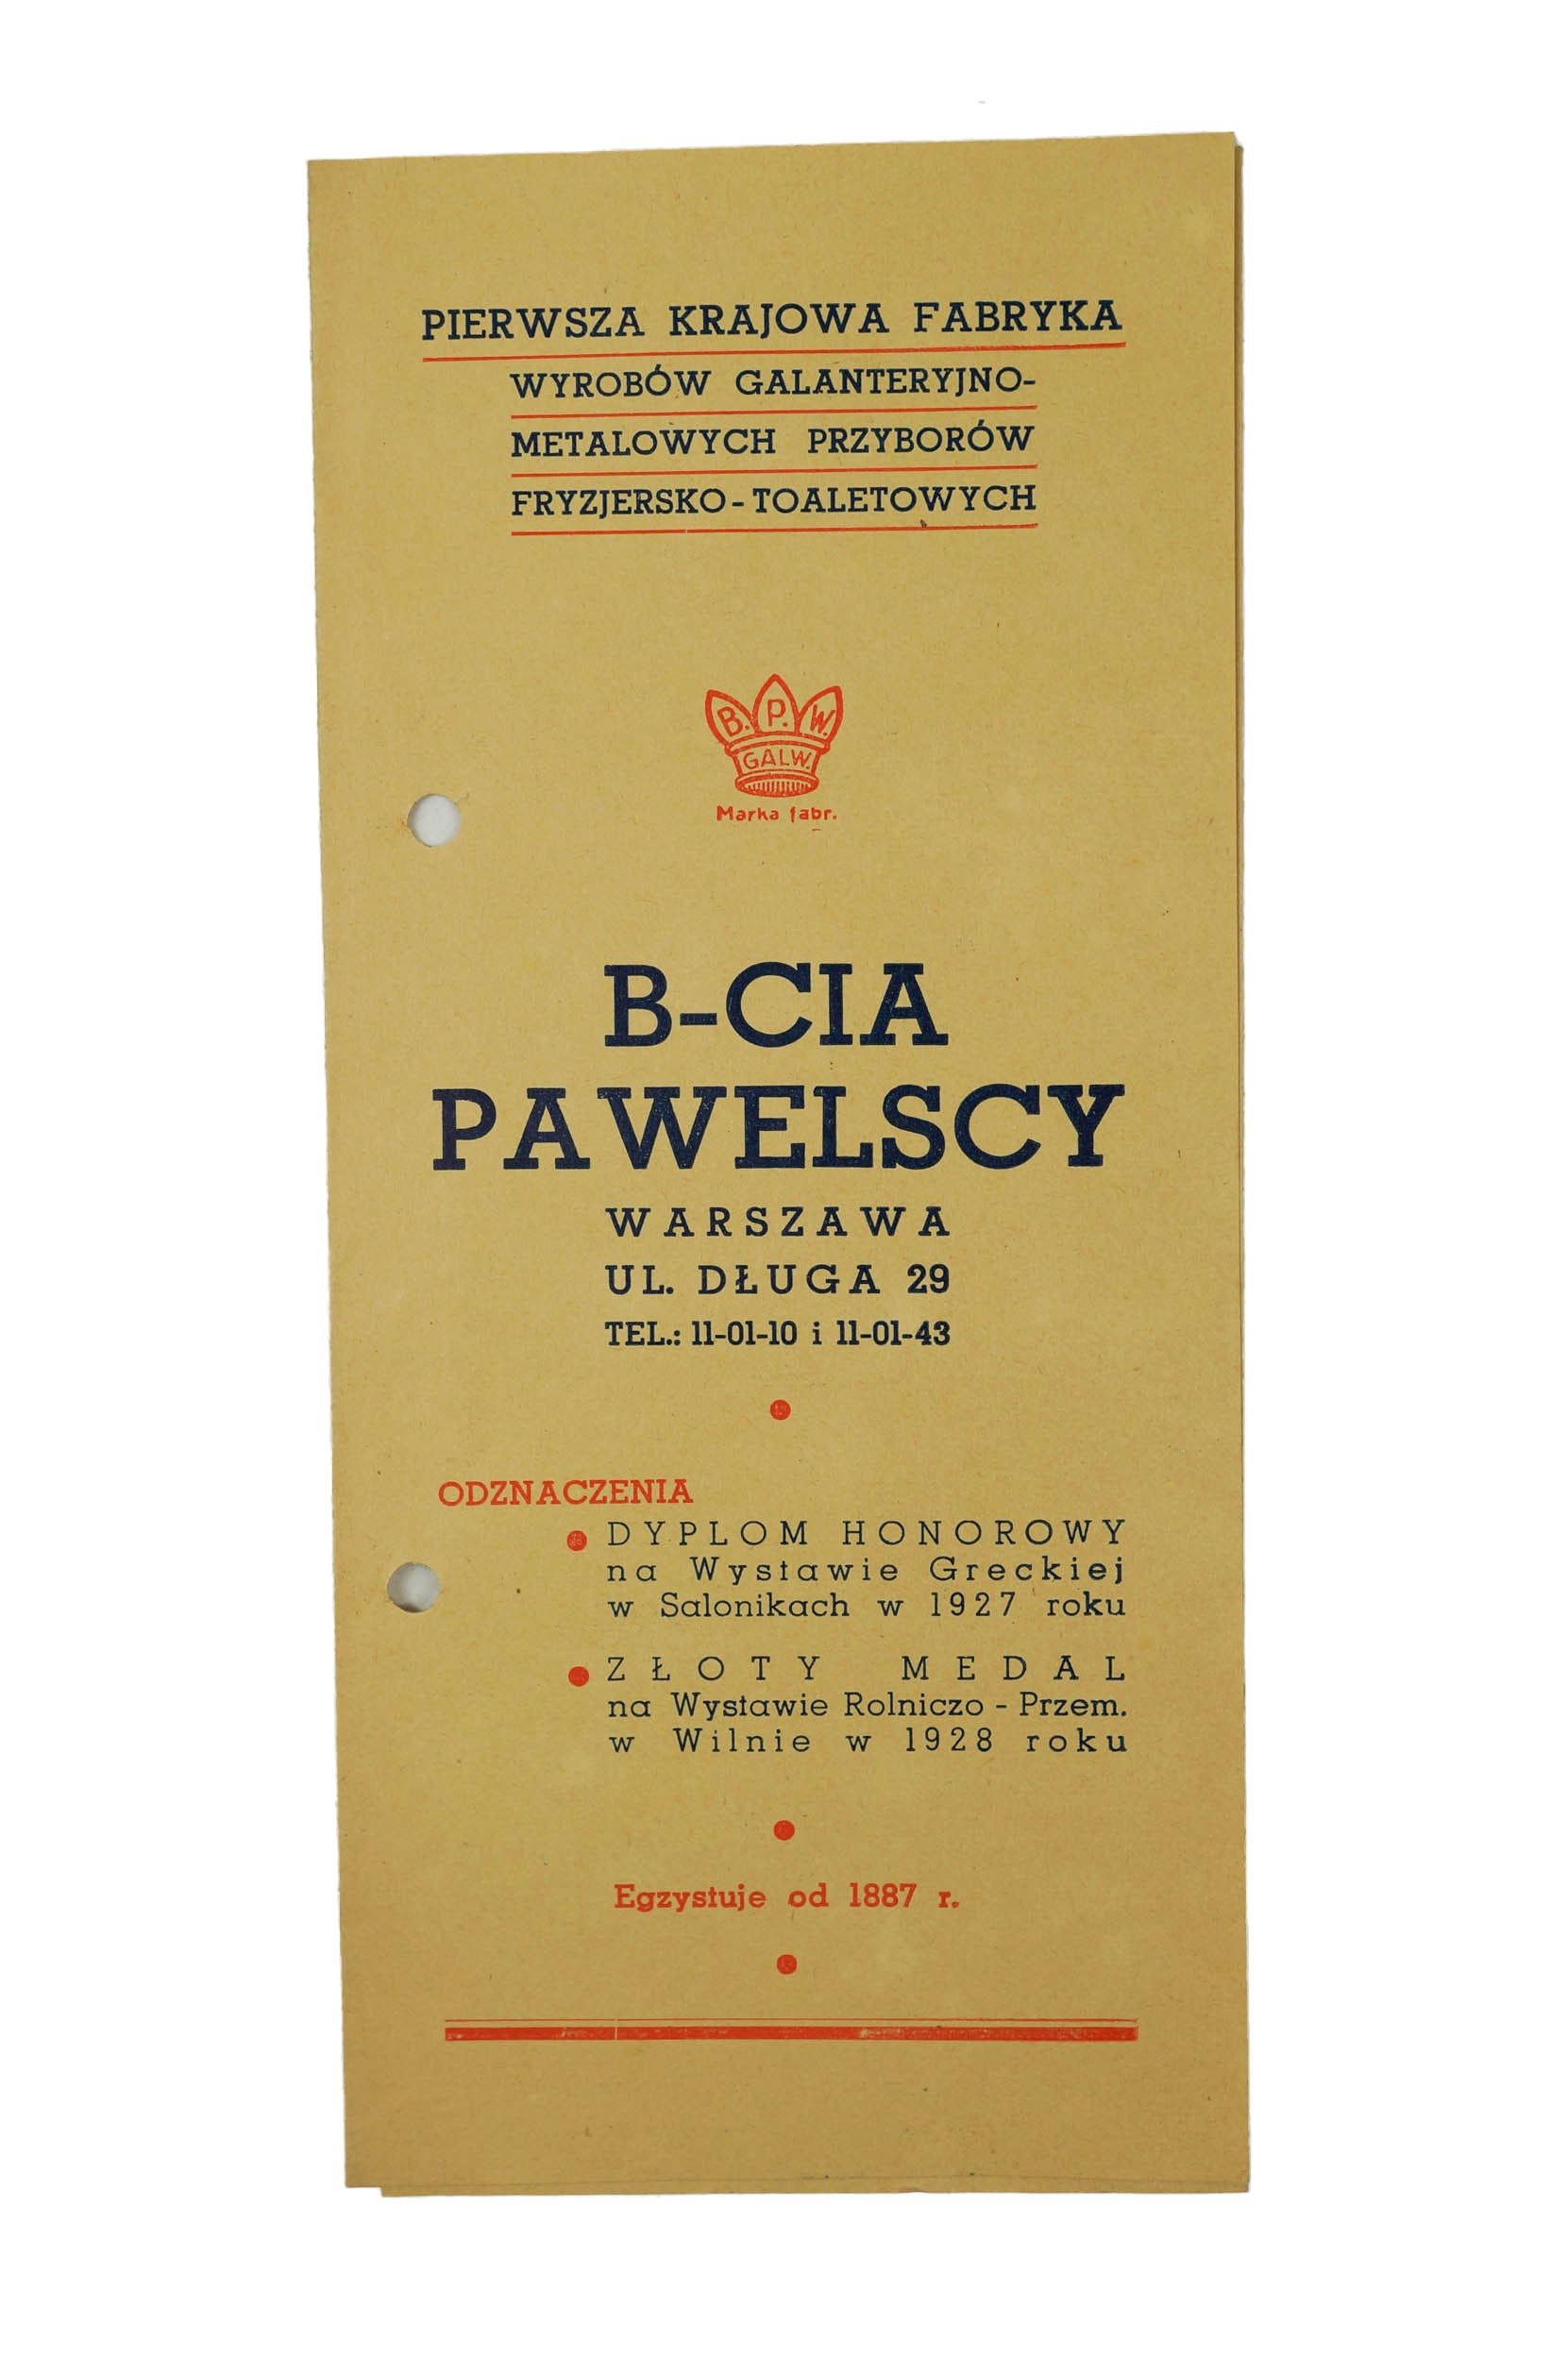 PIERWSZA KRAJOWA FABRYKA
WYROBÓW GALANTERYJNO-
METALOWYCH PRZYBORÓW
FRYZJERSKO-TOALETOWYCH
B. P. W.
GALW.
Marka fabr.
B-CIA
PAWELSCY
WARSZAWA
UL. DŁUGA 29
TEL.: 11-01-10 i 11-01-43
ODZNACZENIA
● DYPLOM HONOROWY
na Wystawie Greckiej
w Salonikach w 1927 roku
● ZŁOTY MEDAL
na Wystawie Rolniczo - Przem.
w Wilnie w 1928 roku
Egzystuje od 1887 r.